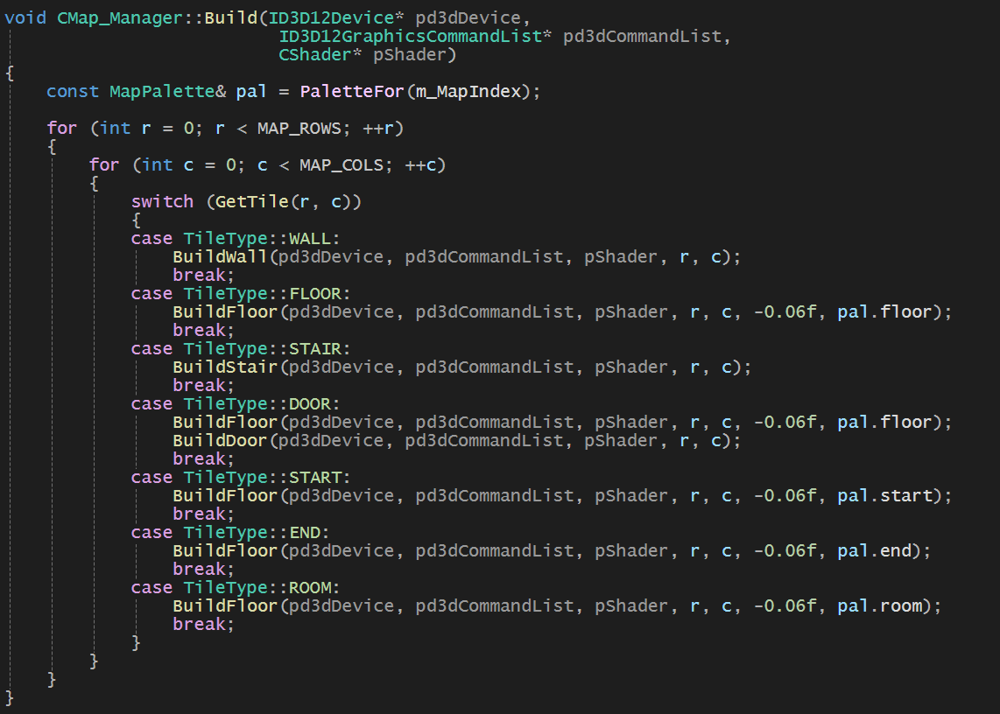 void CMap_Manager::Build(ID3D12Device* pd3dDevice,
                          ID3D12GraphicsCommandList* pd3dCommandList,
                          CShader* pShader)
{
    const MapPalette& pal = PaletteFor(m_MapIndex);

    for (int r = 0; r < MAP_ROWS; ++r)
    {
        for (int c = 0; c < MAP_COLS; ++c)
        {
            switch (GetTile(r, c))
            {
            case TileType::WALL:
                BuildWall(pd3dDevice, pd3dCommandList, pShader, r, c);
                break;
            case TileType::FLOOR:
                BuildFloor(pd3dDevice, pd3dCommandList, pShader, r, c, -0.06f, pal.floor);
                break;
            case TileType::STAIR:
                BuildStair(pd3dDevice, pd3dCommandList, pShader, r, c);
                break;
            case TileType::DOOR:
                BuildFloor(pd3dDevice, pd3dCommandList, pShader, r, c, -0.06f, pal.floor);
                BuildDoor(pd3dDevice, pd3dCommandList, pShader, r, c);
                break;
            case TileType::START:
                BuildFloor(pd3dDevice, pd3dCommandList, pShader, r, c, -0.06f, pal.start);
                break;
            case TileType::END:
                BuildFloor(pd3dDevice, pd3dCommandList, pShader, r, c, -0.06f, pal.end);
                break;
            case TileType::ROOM:
                BuildFloor(pd3dDevice, pd3dCommandList, pShader, r, c, -0.06f, pal.room);
                break;
            }
        }
    }
}